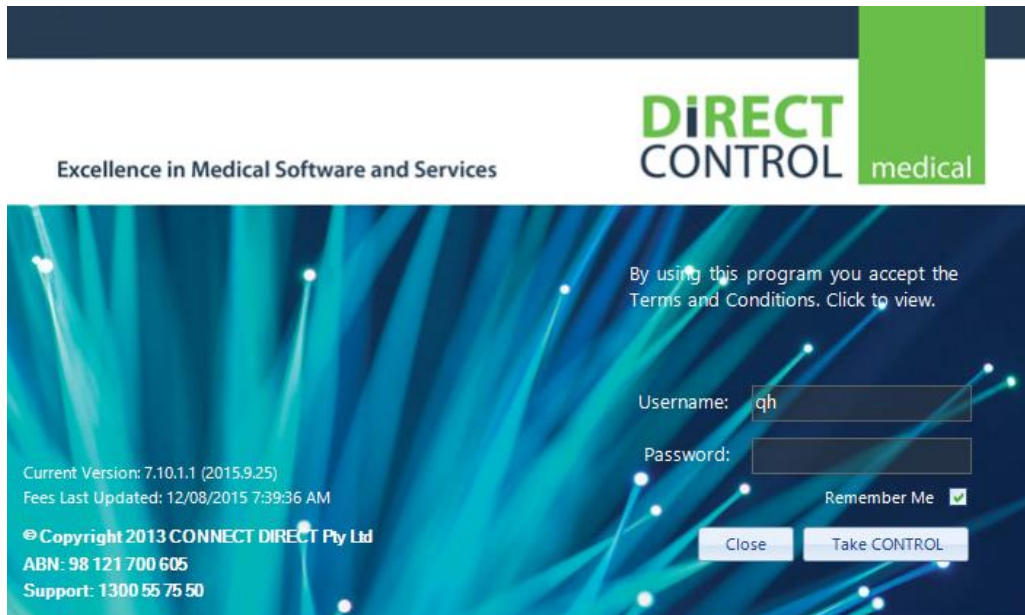 Excellence in Medical Software and Services
DiRECT
CONTROL
medical
By using this program you accept the
Terms and Conditions. Click to view.
Username: qh
Password:
Remember Me
Close
Take CONTROL
Current Version: 7.10.1.1 (2015.9.25)
Fees Last Updated: 12/08/2015 7:39:36 AM
© Copyright 2013 CONNECT DIRECT Pty Ltd
ABN: 98 121 700 605
Support: 1300 55 75 50